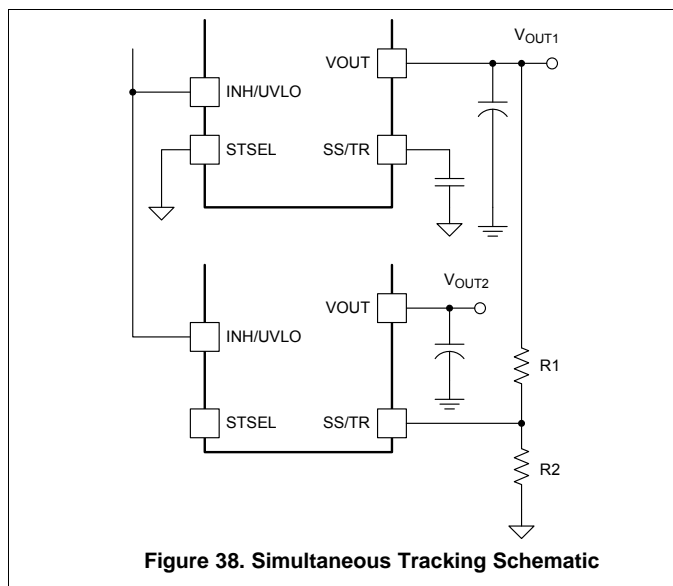 VOUT1
VOUT
INH/UVLO
STSEL
SS/TR
VOUT2
VOUT
INH/UVLO
R1
STSEL
SS/TR
R2
Figure 38. Simultaneous Tracking Schematic